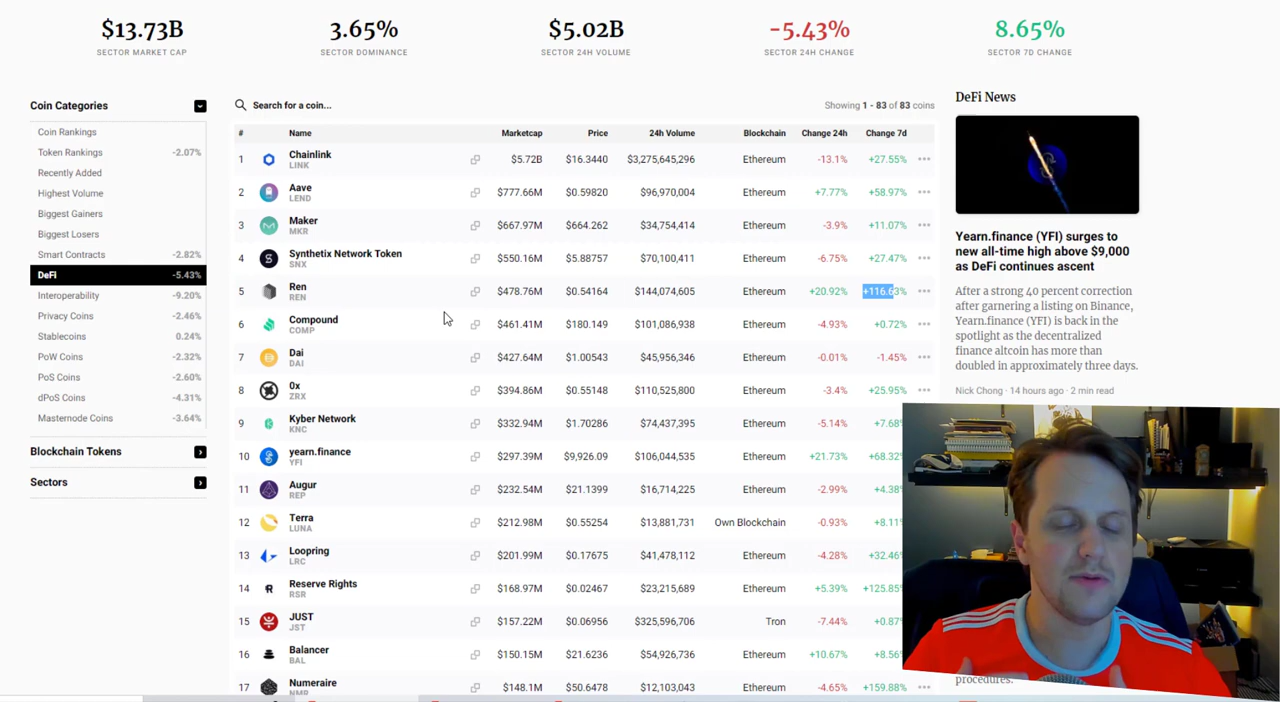 $13.73B
SECTOR MARKET CAP
3.65%
SECTOR DOMINANCE
$5.02B
SECTOR 24H VOLUME
-5.43%
SECTOR 24H CHANGE
8.65%
SECTOR 7D CHANGE
Coin Categories
Coin Rankings
Token Rankings -2.07%
Recently Added
Highest Volume
Biggest Gainers
Biggest Losers
Smart Contracts -2.82%
DeFi -5.43%
Interoperability -9.20%
Privacy Coins -2.46%
Stablecoins 0.24%
PoW Coins -2.32%
PoS Coins -2.60%
dPoS Coins -4.31%
Masternode Coins -3.64%
Blockchain Tokens
Sectors
Search for a coin...
Showing 1 - 83 of 83 coins
# Name Marketcap Price 24h Volume Blockchain Change 24h Change 7d
1 Chainlink $5.72B $16.3440 $3,275,645,296 Ethereum -13.1% +27.55%
LINK
2 Aave $777.66M $0.59820 $96,970,004 Ethereum +7.77% +58.97%
LEND
3 Maker $667.97M $664.262 $34,754,414 Ethereum -3.9% +11.07%
MKR
4 Synthetix Network Token $550.16M $5.88757 $70,100,411 Ethereum -6.75% +27.47%
SNX
5 Ren $478.76M $0.54164 $144,074,605 Ethereum +20.92% +116.63%
REN
6 Compound $461.41M $180.149 $101,086,938 Ethereum -4.93% +0.72%
COMP
7 Dai $427.64M $1.00543 $45,956,346 Ethereum -0.01% -1.45%
DAI
8 0x $394.86M $0.55148 $110,525,800 Ethereum -3.4% +25.95%
ZRX
9 Kyber Network $332.94M $1.70286 $74,437,395 Ethereum -5.14% +7.68%
KNC
10 yearn.finance $297.39M $9,926.09 $106,044,535 Ethereum +21.73% +68.32%
YFI
11 Augur $232.54M $21.1399 $16,714,225 Ethereum -2.99% +4.38%
REP
12 Terra $212.98M $0.55254 $13,881,731 Own Blockchain -0.93% +8.11%
LUNA
13 Loopring $201.99M $0.17675 $41,478,112 Ethereum -4.28% +32.46%
LRC
14 Reserve Rights $168.97M $0.02467 $23,215,689 Ethereum +5.39% +125.85%
RSR
15 JUST $157.22M $0.06956 $325,596,706 Tron -7.44% +0.87%
JST
16 Balancer $150.15M $21.6236 $54,926,736 Ethereum +10.67% +8.56%
BAL
17 Numeraire $148.1M $50.6478 $12,103,043 Ethereum -4.65% +159.88%
NMR
DeFi News
Yearn.finance (YFI) surges to
new all-time high above $9,000
as DeFi continues ascent
After a strong 40 percent correction
after garnering a listing on Binance,
Yearn.finance (YFI) is back in the
spotlight as the decentralized
finance altcoin has more than
doubled in approximately three days.
Nick Chong · 14 hours ago · 2 min read
procedures.